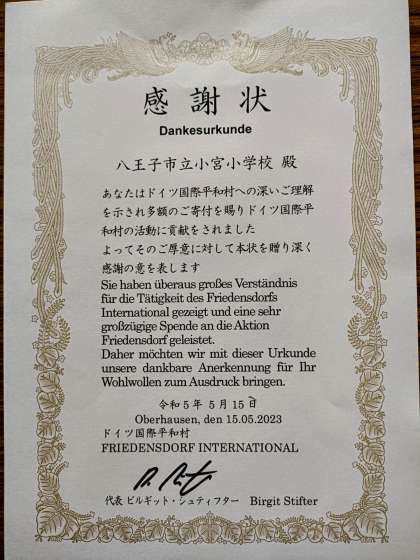 感謝状
Dankesurkunde
八王子市立小宮小学校 殿
あなたはドイツ国際平和村への深いご理解
を示され多額のご寄付を賜りドイツ国際平
和村の活動に貢献をされました
よってそのご厚意に対して本状を贈り深く
感謝の意を表します
Sie haben überaus großes Verständnis
für die Tätigkeit des Friedensdorfs
International gezeigt und eine sehr
großzügige Spende an die Aktion
Friedensdorf geleistet.
Daher möchten wir mit dieser Urkunde
unsere dankbare Anerkennung für Ihr
Wohlwollen zum Ausdruck bringen.
令和5年 5月 15日
Oberhausen, den 15.05.2023
ドイツ国際平和村
FRIEDENSDORF INTERNATIONAL
代表 ビルギット・シュティフター Birgit Stifter